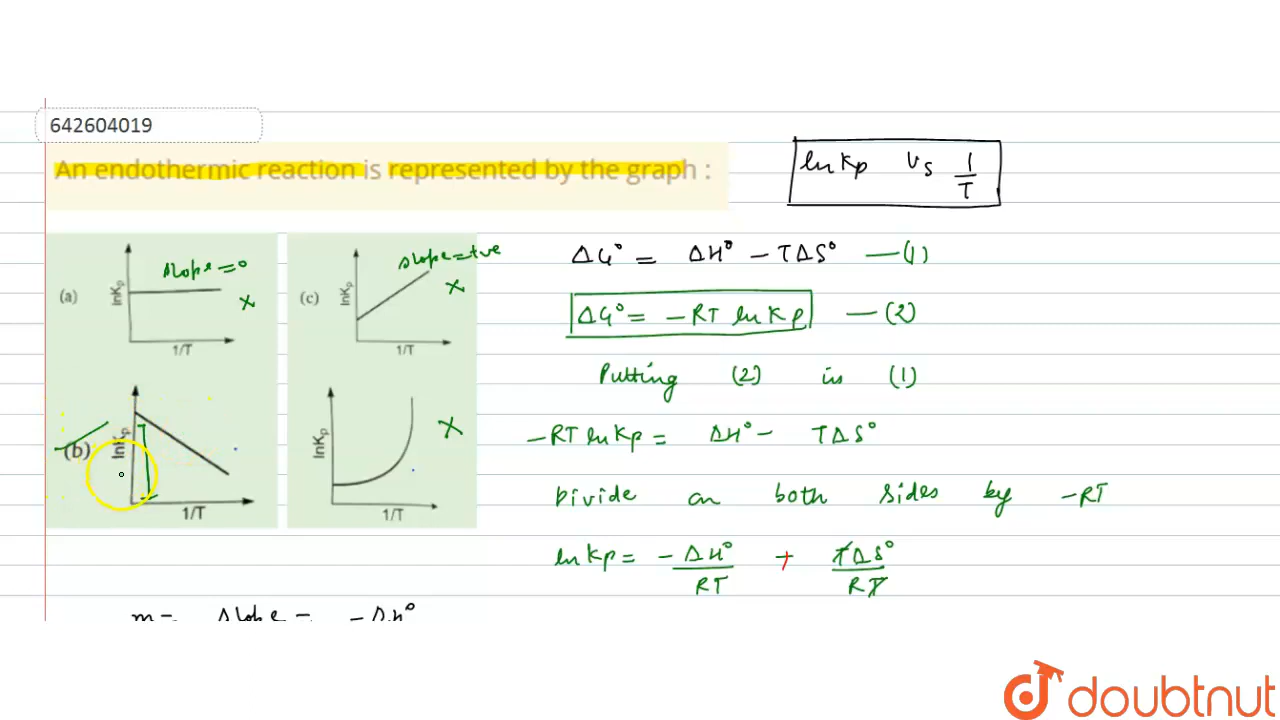 642604019
An endothermic reaction is represented by the graph :
ln Kp vs 1/T
(a) lnKp 1/T slope = 0 ×
(c) lnKp 1/T slope = +ve ×
(b) lnKp 1/T
lnKp 1/T ×
ΔG° = ΔH° - TΔS° —(1)
ΔG° = - RT ln Kp —(2)
Putting (2) in (1)
-RT ln Kp = ΔH° - TΔS°
Divide on both sides by -RT
ln Kp = -ΔH°/RT + TΔS°/RT
m = slope = -ΔH°
doubtnut